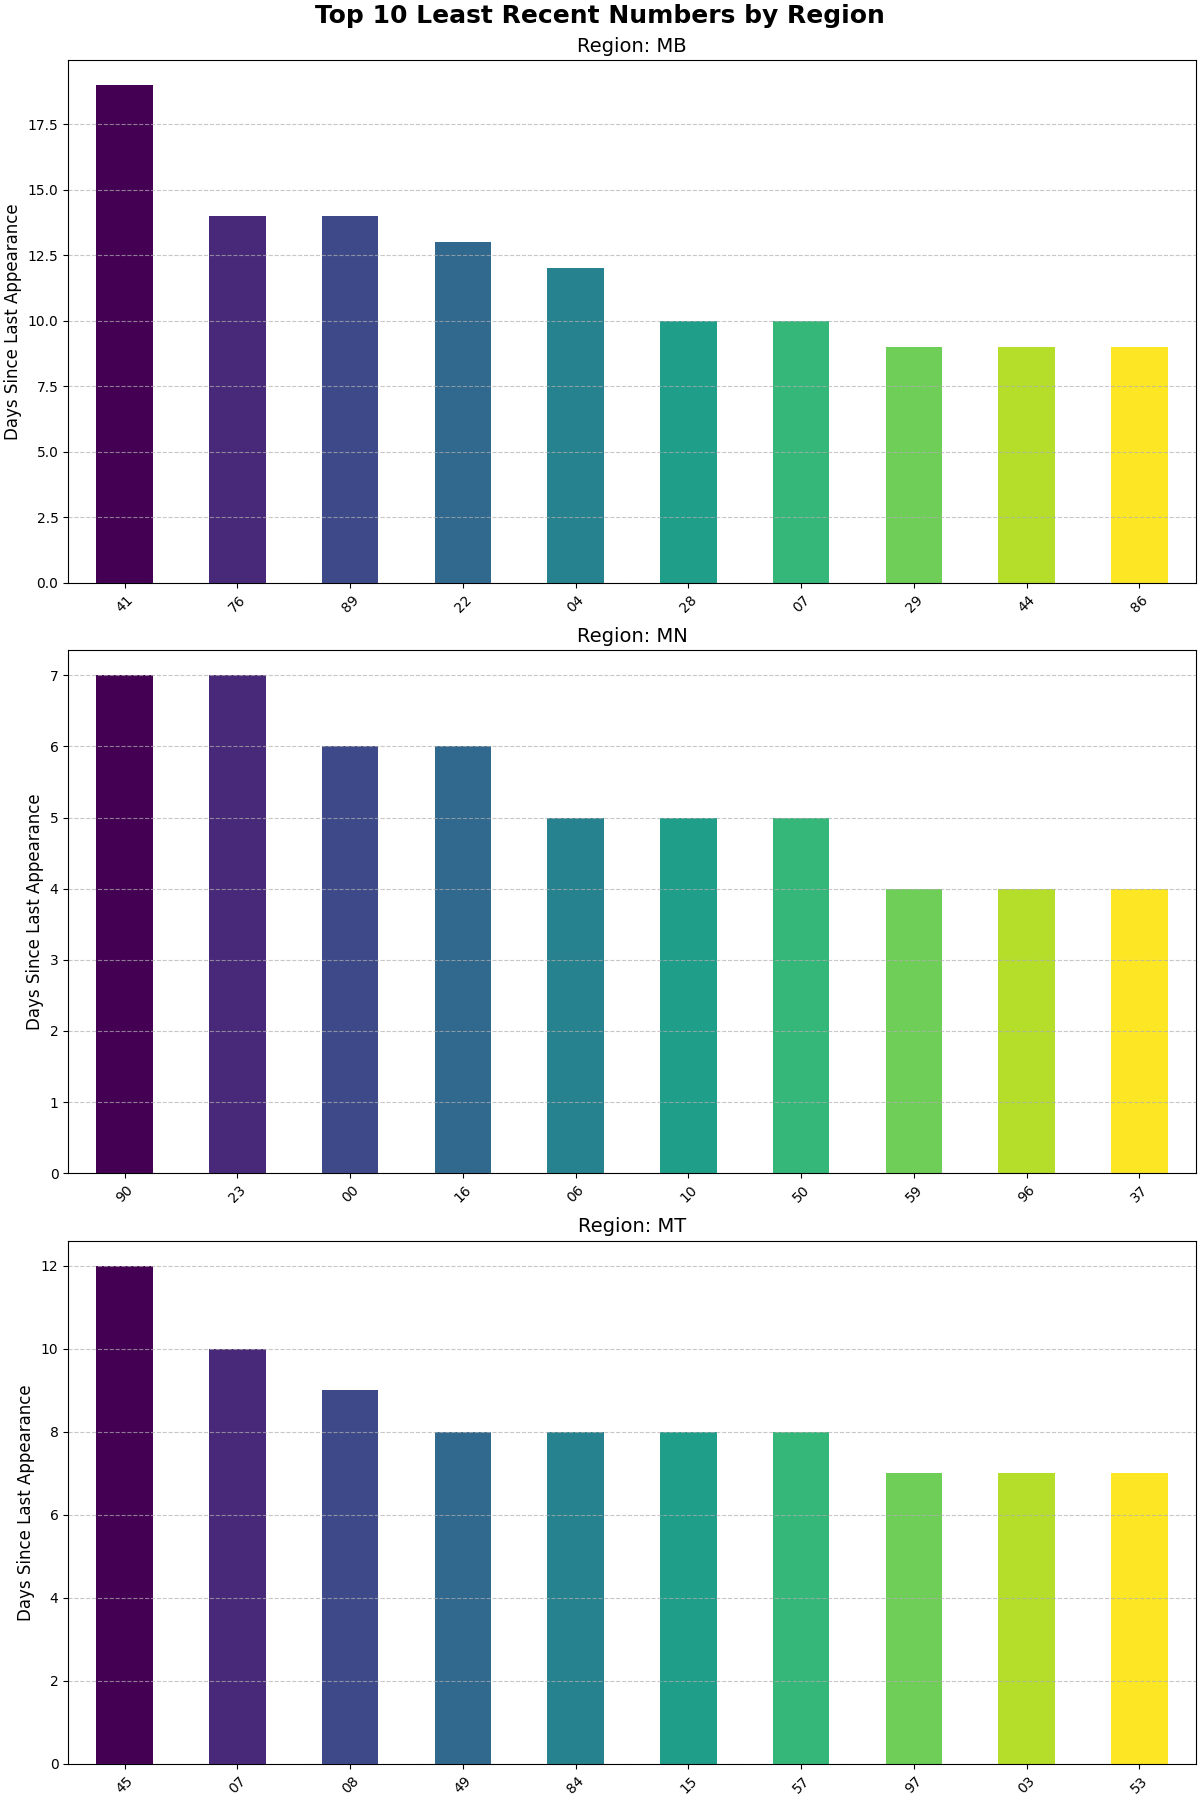 Top 10 Least Recent Numbers by Region
Region: MB
Days Since Last Appearance
17.5
15.0
12.5
10.0
7.5
5.0
2.5
0.0
41 76 89 22 04 28 07 29 44 86
Region: MN
Days Since Last Appearance
7
6
5
4
3
2
1
0
90 23 00 16 06 10 50 59 96 37
Region: MT
Days Since Last Appearance
12
10
8
6
4
2
0
45 07 08 49 84 15 57 97 03 53